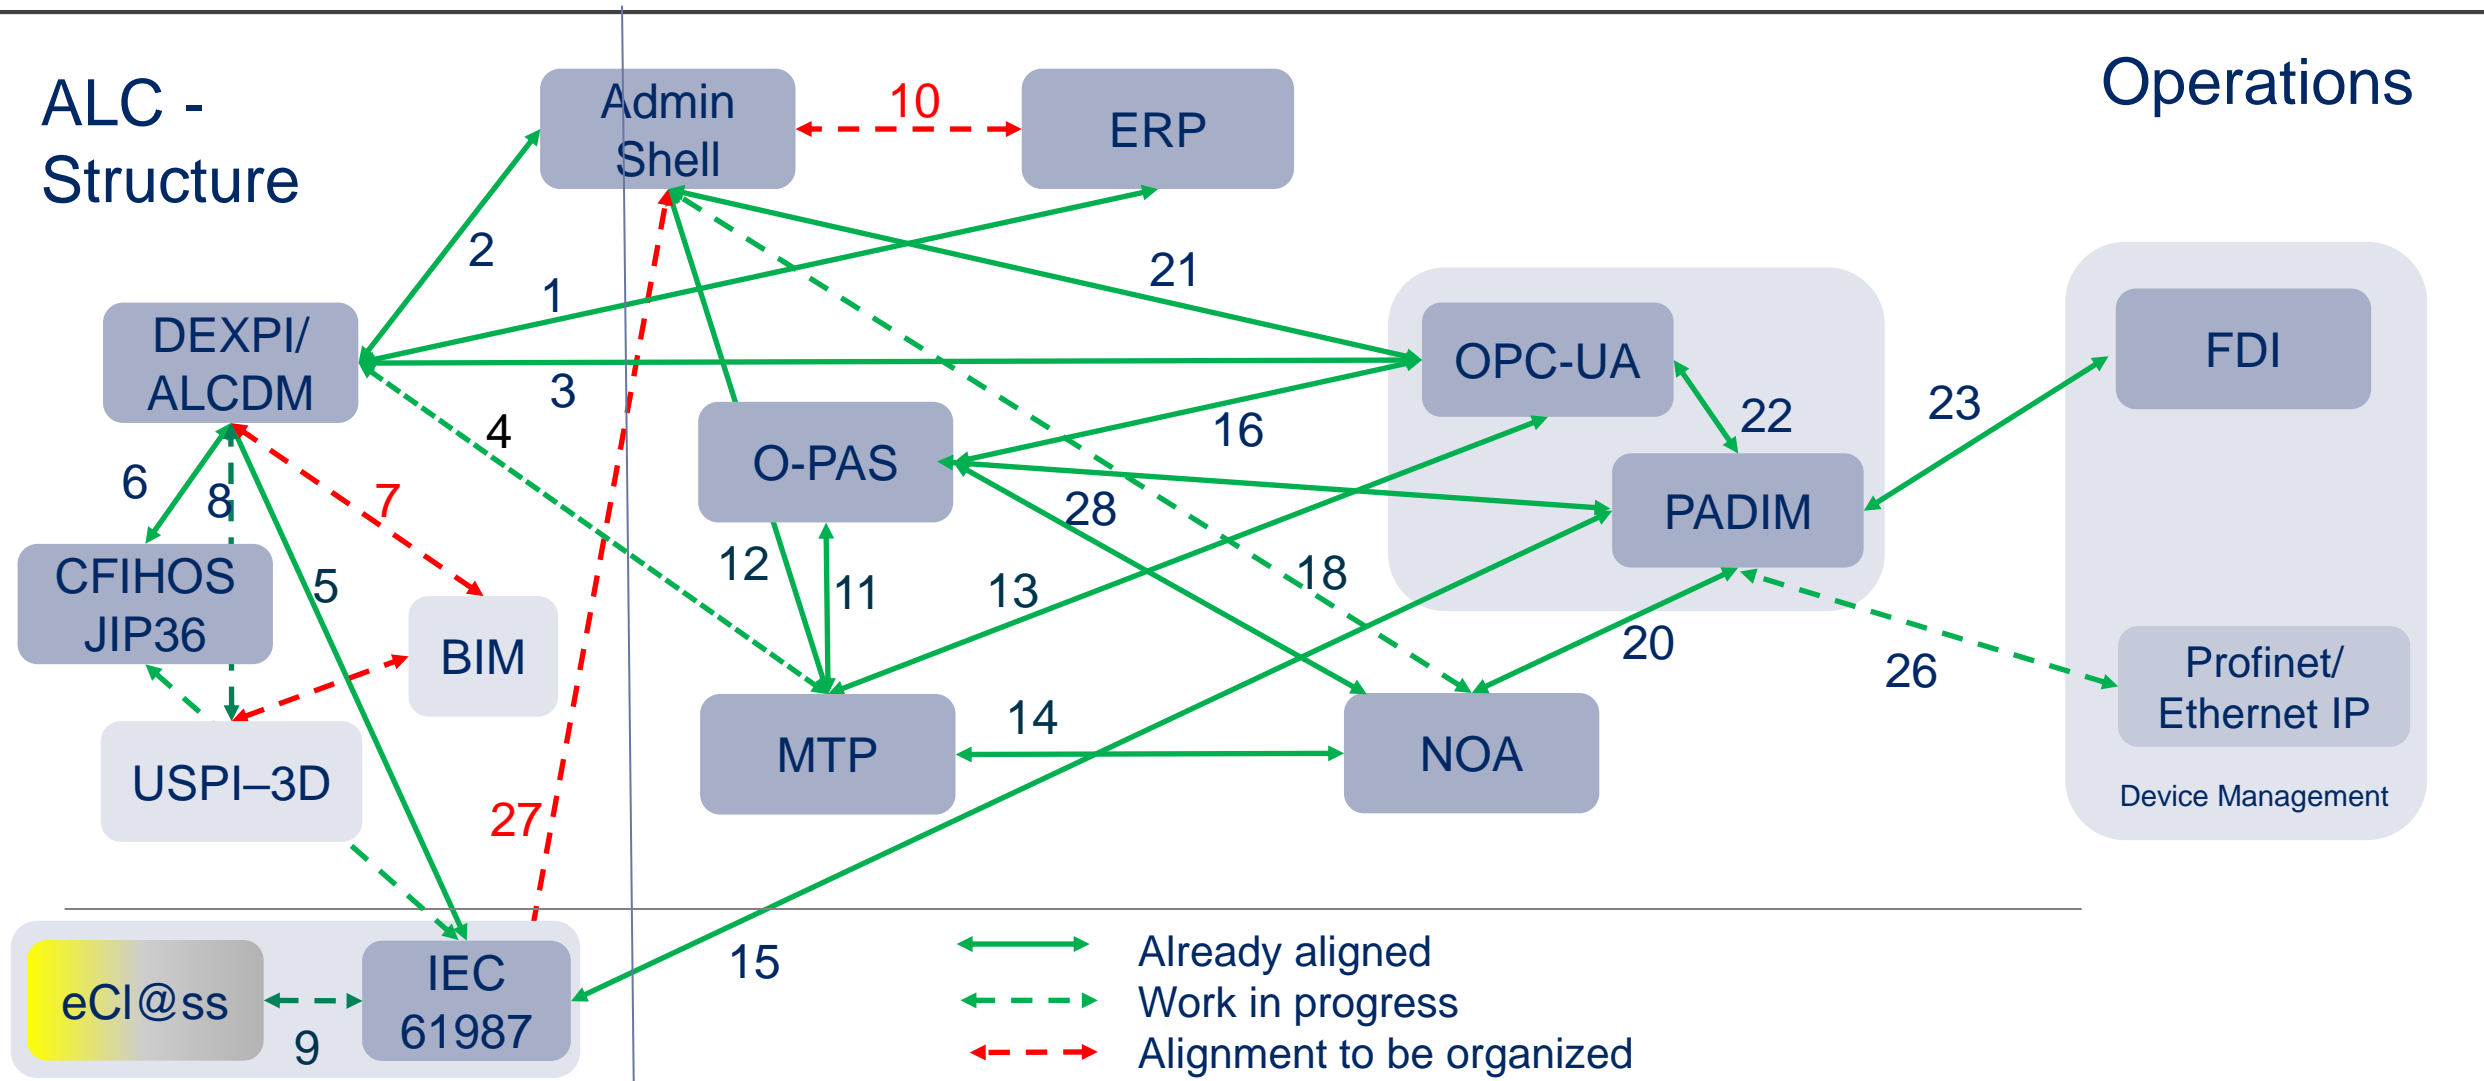 ALC -
Structure
Operations
Admin
Shell
10
ERP
2
1
21
DEXPI/
ALCDM
3
4
OPC-UA
22
23
FDI
16
O-PAS
6
8
7
28
PADIM
CFIHOS
JIP36
5
12
11
13
18
BIM
20
26
Profinet/
Ethernet IP
Device Management
USPI–3D
27
MTP
14
NOA
15
eCl@ss
9
IEC
61987
Already aligned
Work in progress
Alignment to be organized